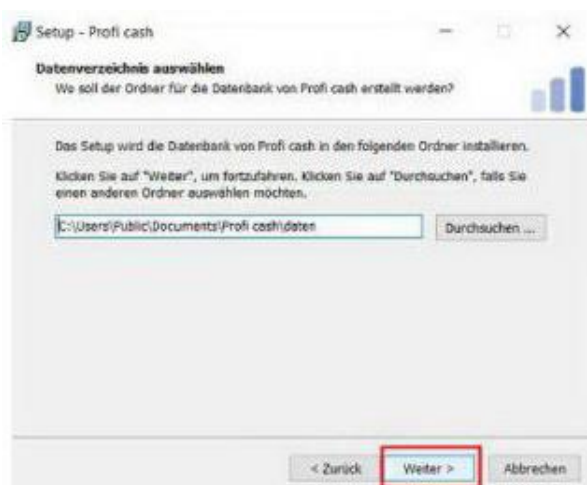 Setup - Profi cash
Datenverzeichnis auswählen
Wo soll der Ordner für die Datenbank von Profi cash erstellt werden?
Das Setup wird die Datenbank von Profi cash in den folgenden Ordner installieren.
Klicken Sie auf "Weiter", um fortzufahren. Klicken Sie auf "Durchsuchen", falls Sie
einen anderen Ordner auswählen möchten.
C:\Users\Public\Documents\Profi cash\daten
Durchsuchen ...
< Zurück
Weiter >
Abbrechen